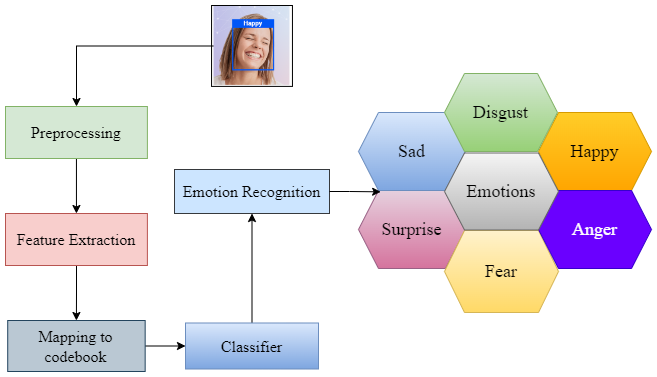 Happy
Preprocessing
Feature Extraction
Mapping to
codebook
Classifier
Emotion Recognition
Disgust
Sad
Happy
Emotions
Surprise
Anger
Fear